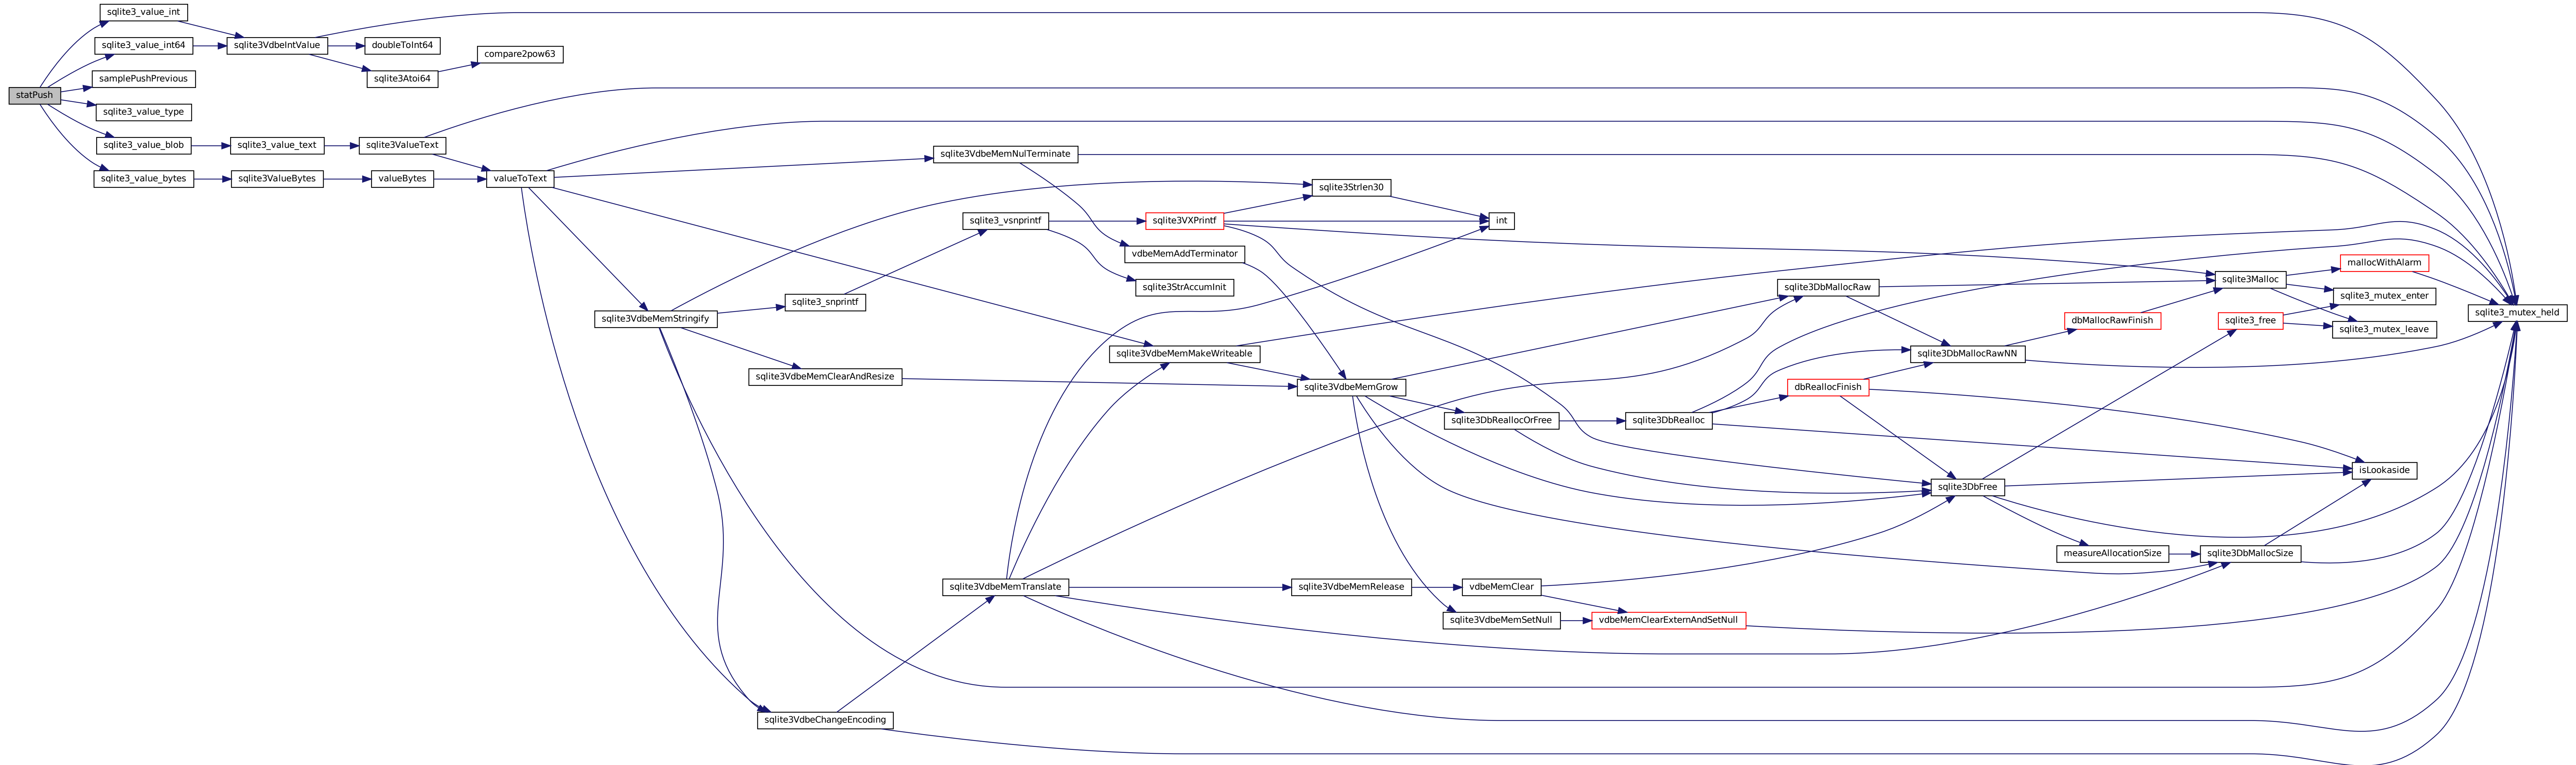 statPush
sqlite3_value_int
sqlite3_value_int64
samplePushPrevious
sqlite3_value_type
sqlite3_value_blob
sqlite3_value_bytes
sqlite3VdbeIntValue
sqlite3_value_text
sqlite3ValueBytes
doubleToInt64
sqlite3Atoi64
sqlite3ValueText
valueBytes
compare2pow63
valueToText
sqlite3VdbeMemStringify
sqlite3VdbeMemClearAndResize
sqlite3_snprintf
sqlite3VdbeChangeEncoding
sqlite3VdbeMemNulTerminate
sqlite3_vsnprintf
sqlite3VdbeMemTranslate
sqlite3VXPrintf
vdbeMemAddTerminator
sqlite3StrAccumInit
sqlite3VdbeMemMakeWriteable
sqlite3Strlen30
sqlite3VdbeMemGrow
sqlite3VdbeMemRelease
int
sqlite3DbReallocOrFree
vdbeMemClear
sqlite3VdbeMemSetNull
sqlite3DbRealloc
vdbeMemClearExternAndSetNull
sqlite3DbMallocRaw
dbReallocFinish
sqlite3DbMallocRawNN
sqlite3DbFree
dbMallocRawFinish
measureAllocationSize
sqlite3Malloc
sqlite3_free
sqlite3DbMallocSize
mallocWithAlarm
sqlite3_mutex_enter
sqlite3_mutex_leave
isLookaside
sqlite3_mutex_held